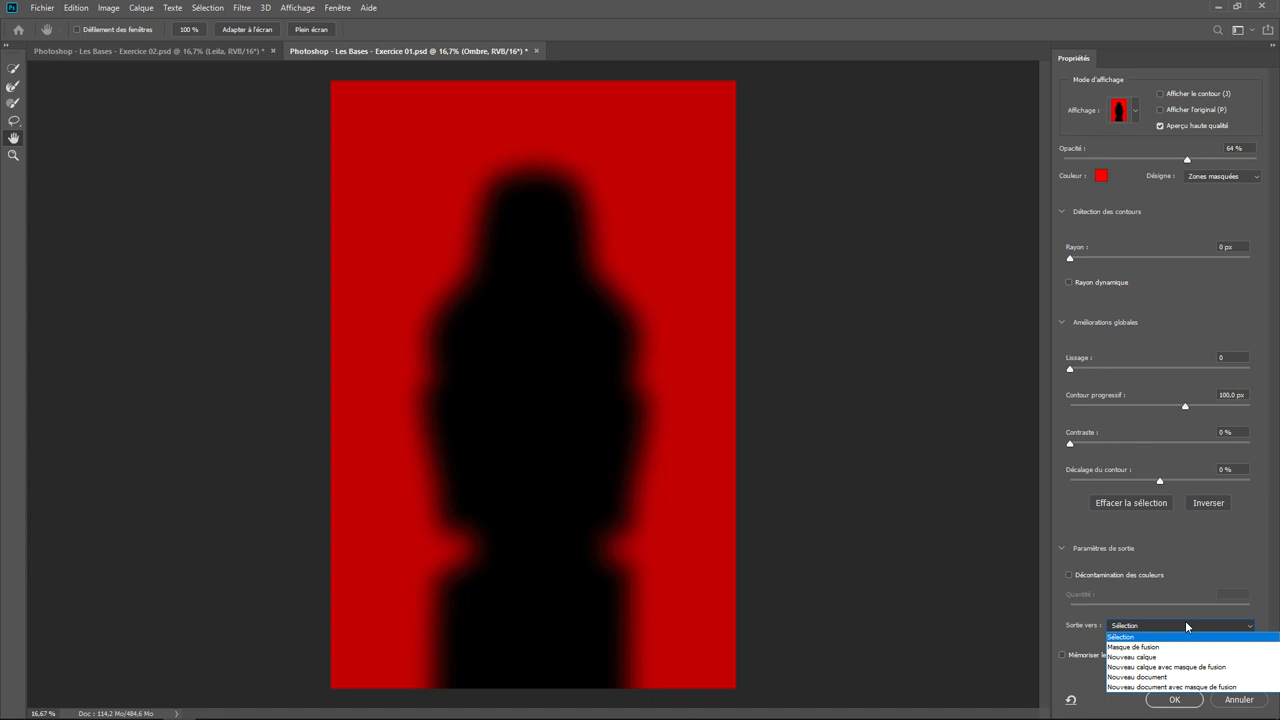 Ps Fichier Edition Image Calque Texte Sélection Filtre 3D Affichage Fenêtre Aide
Défilement des fenêtres 100 % Adapter à l'écran Plein écran
Photoshop - Les Bases - Exercice 02.psd @ 16,7% (Leila, RVB/16*) * × Photoshop - Les Bases - Exercice 01.psd @ 16,7% (Ombre, RVB/16*) * ×
Propriétés
Mode d'affichage
Afficher le contour (J)
Affichage :
Afficher l'original (P)
Aperçu haute qualité
Opacité : 64 %
Couleur : Désigne : Zones masquées
Détection des contours
Rayon : 0 px
Rayon dynamique
Améliorations globales
Lissage : 0
Contour progressif : 100.0 px
Contraste : 0 %
Décalage du contour : 0 %
Effacer la sélection Inverser
Paramètres de sortie
Décontamination des couleurs
Quantité :
Sortie vers : Sélection
Sélection
Masque de fusion
Mémoriser le
Nouveau calque
Nouveau calque avec masque de fusion
Nouveau document
Nouveau document avec masque de fusion
OK Annuler
16,67 % Doc : 114,2 Mo/484,6 Mo